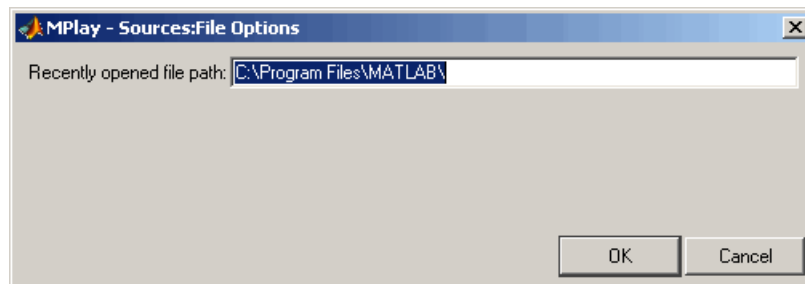 MPlay - Sources:File Options
Recently opened file path: C:\Program Files\MATLAB\
OK Cancel